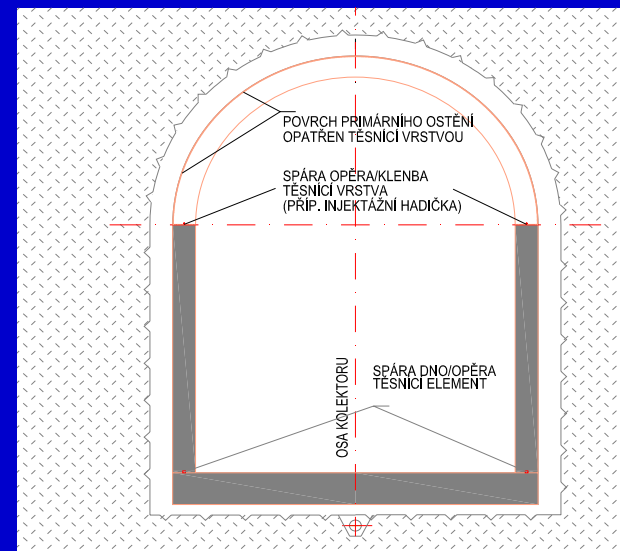 POVRCH PRIMÁRNÍHO OSTĚNÍ
OPATŘEN TĚSNÍCÍ VRSTVOU
SPÁRA OPĚRA/KLENBA
TĚSNÍCÍ VRSTVA
(PŘÍP. INJEKTÁŽNÍ HADIČKA)
OSA KOLEKTORU
SPÁRA DNO/OPĚRA
TĚSNÍCÍ ELEMENT